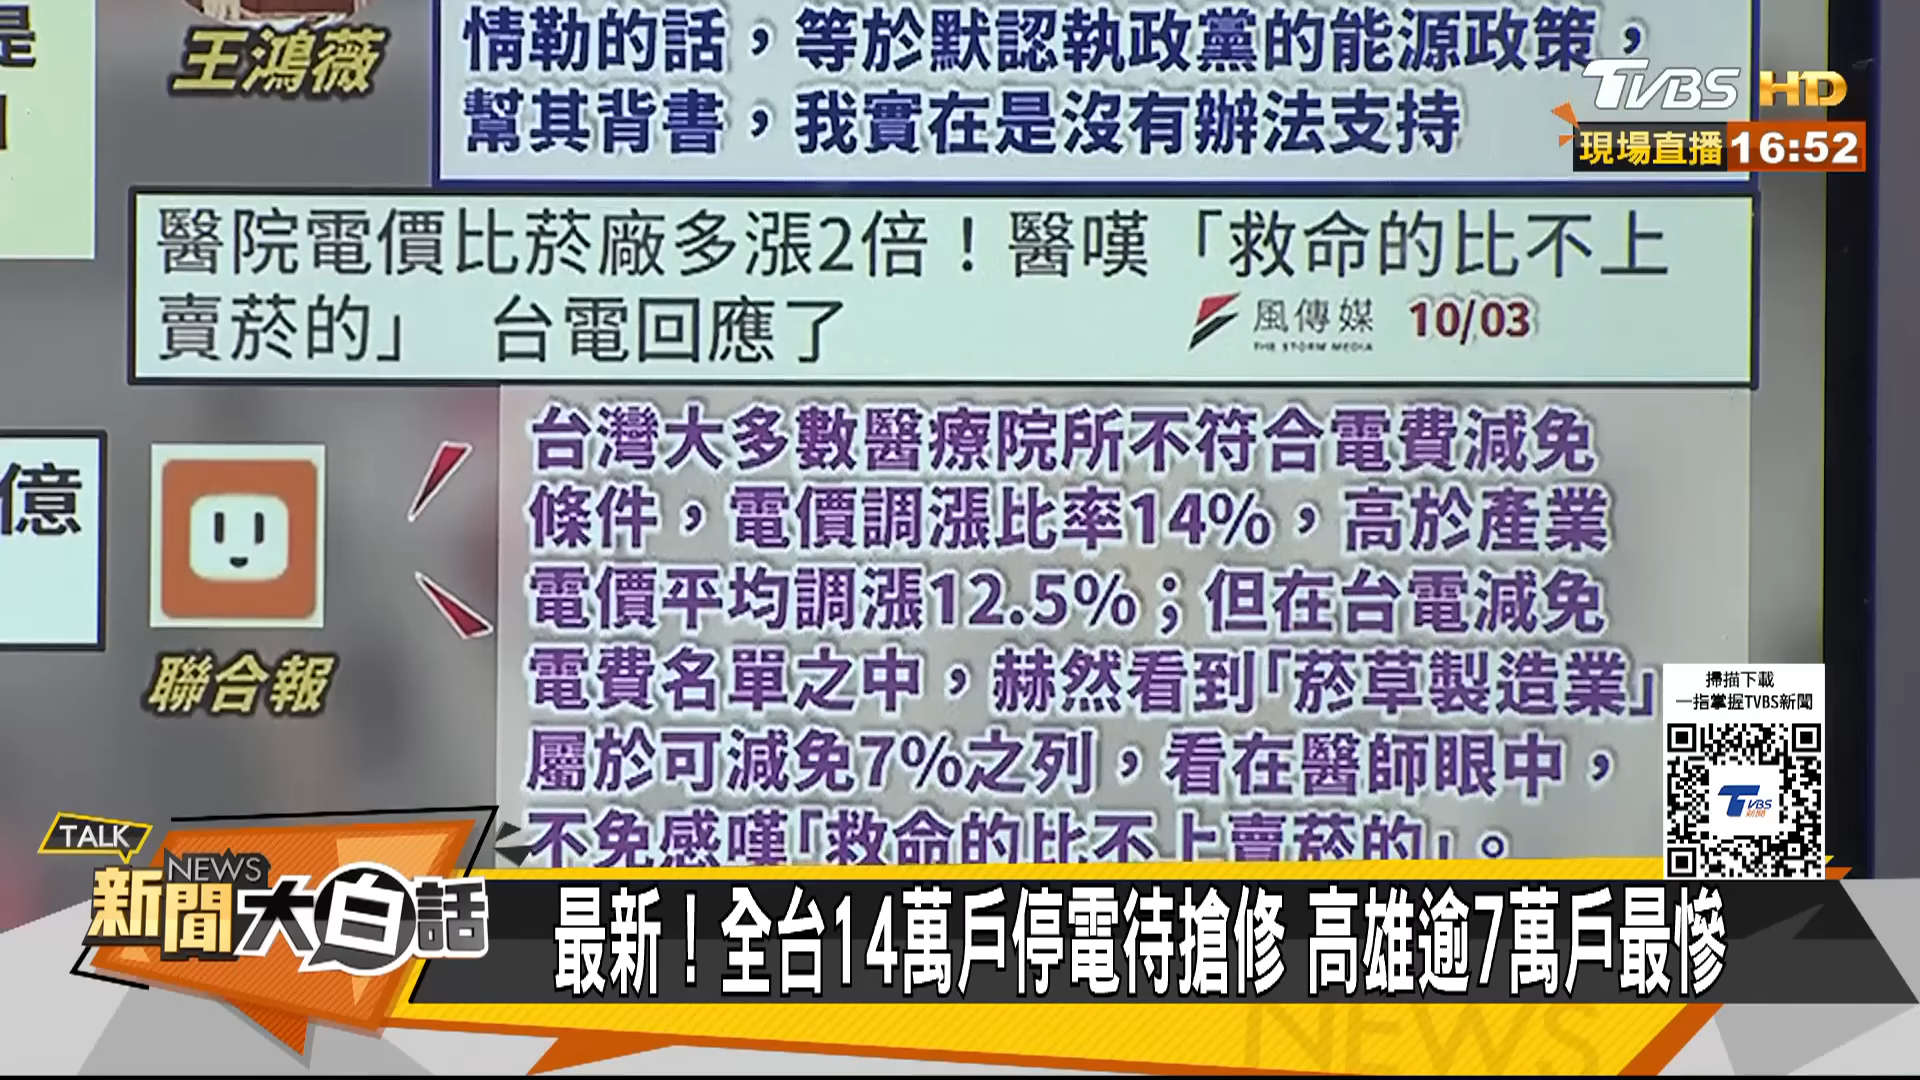 是
王鴻薇
情勒的話，等於默認執政黨的能源政策，
幫其背書，我實在是沒有辦法支持
TVBS HD
現場直播 16:52
醫院電價比菸廠多漲2倍！醫嘆「救命的比不上
賣菸的」 台電回應了
風傳媒 10/03
THE STORM MEDIA
億
聯合報
台灣大多數醫療院所不符合電費減免
條件，電價調漲比率14%，高於產業
電價平均調漲12.5%；但在台電減免
電費名單之中，赫然看到「菸草製造業」
屬於可減免7%之列，看在醫師眼中，
不免感嘆「救命的比不上賣菸的」。
掃描下載
一指掌握TVBS新聞
TVBS
新聞
TALK
NEWS
新聞大白話
最新！全台14萬戶停電待搶修 高雄逾7萬戶最慘
NEWS